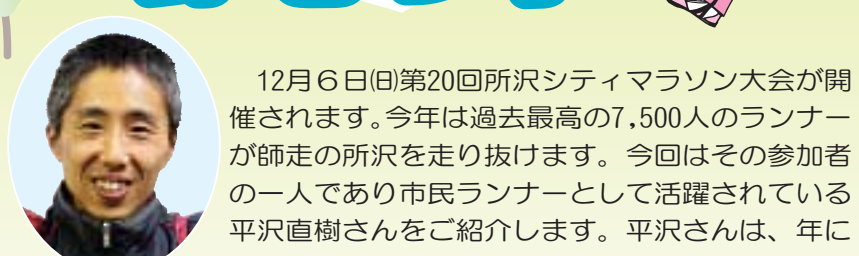 12月6日㈰第20回所沢シティマラソン大会が開
催されます。今年は過去最高の7,500人のランナー
が師走の所沢を走り抜けます。今回はその参加者
の一人であり市民ランナーとして活躍されている
平沢直樹さんをご紹介します。平沢さんは、年に